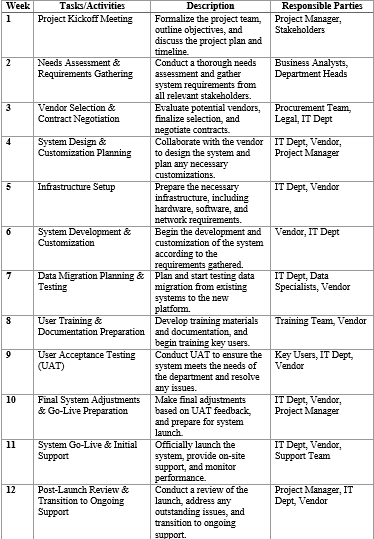 Week Tasks/Activities Description Responsible Parties
1 Project Kickoff Meeting Formalize the project team, Project Manager,
outline objectives, and Stakeholders
discuss the project plan and
timeline.
2 Needs Assessment & Conduct a thorough needs Business Analysts,
Requirements Gathering assessment and gather Department Heads
system requirements from
all relevant stakeholders.
3 Vendor Selection & Evaluate potential vendors, Procurement Team,
Contract Negotiation finalize selection, and Legal, IT Dept
negotiate contracts.
4 System Design & Collaborate with the vendor IT Dept, Vendor,
Customization Planning to design the system and Project Manager
plan any necessary
customizations.
5 Infrastructure Setup Prepare the necessary IT Dept, Vendor
infrastructure, including
hardware, software, and
network requirements.
6 System Development & Begin the development and Vendor, IT Dept
Customization customization of the system
according to the
requirements gathered.
7 Data Migration Planning & Plan and start testing data IT Dept, Data
Testing migration from existing Specialists, Vendor
systems to the new
platform.
8 User Training & Develop training materials Training Team, Vendor
Documentation Preparation and documentation, and
begin training key users.
9 User Acceptance Testing Conduct UAT to ensure the Key Users, IT Dept,
(UAT) system meets the needs of Vendor
the department and resolve
any issues.
10 Final System Adjustments Make final adjustments IT Dept, Vendor,
& Go-Live Preparation based on UAT feedback, Project Manager
and prepare for system
launch.
11 System Go-Live & Initial Officially launch the IT Dept, Vendor,
Support system, provide on-site Support Team
support, and monitor
performance.
12 Post-Launch Review & Conduct a review of the Project Manager, IT
Transition to Ongoing launch, address any Dept, Vendor
Support outstanding issues, and
transition to ongoing
support.